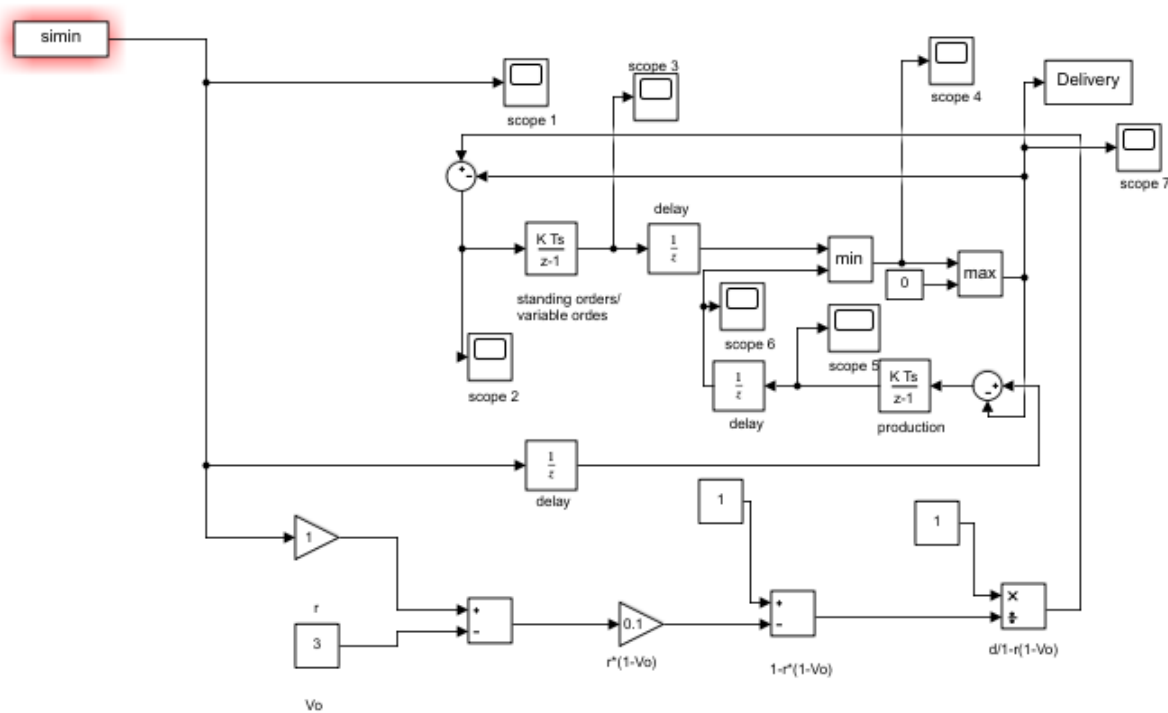 simin
scope 1
scope 3
scope 4
Delivery
scope 7
+
-
K Ts
z-1
standing orders/
variable ordes
delay
1
z
min
0
max
scope 6
scope 5
scope 2
1
z
delay
K Ts
z-1
production
+
-
1
z
delay
1
r
3
Vo
+
-
0.1
r*(1-Vo)
1
+
-
1-r*(1-Vo)
1
×
÷
d/1-r(1-Vo)